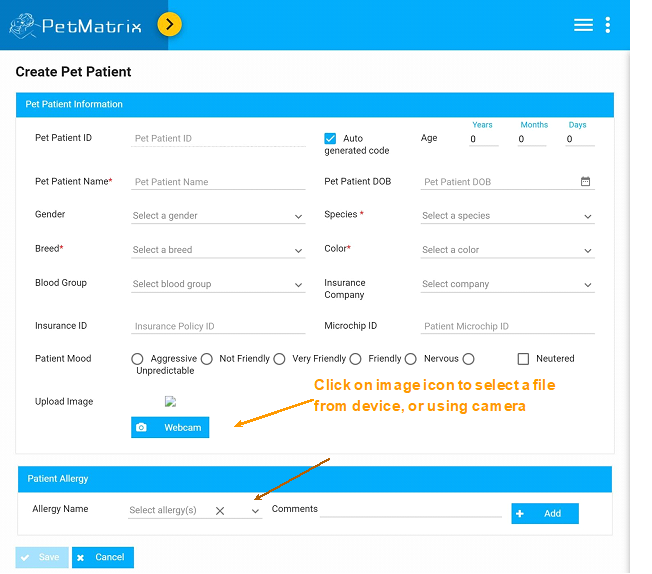 PetMatrix
Create Pet Patient
Pet Patient Information
Pet Patient ID Pet Patient ID Auto generated code Age Years 0 Months 0 Days 0
Pet Patient Name* Pet Patient Name Pet Patient DOB Pet Patient DOB
Gender Select a gender Species * Select a species
Breed* Select a breed Color* Select a color
Blood Group Select blood group Insurance Company Select company
Insurance ID Insurance Policy ID Microchip ID Patient Microchip ID
Patient Mood Aggressive Not Friendly Very Friendly Friendly Nervous Neutered
Unpredictable
Click on image icon to select a file
from device, or using camera
Upload Image
Webcam
Patient Allergy
Allergy Name Select allergy(s) Comments Add
Save Cancel